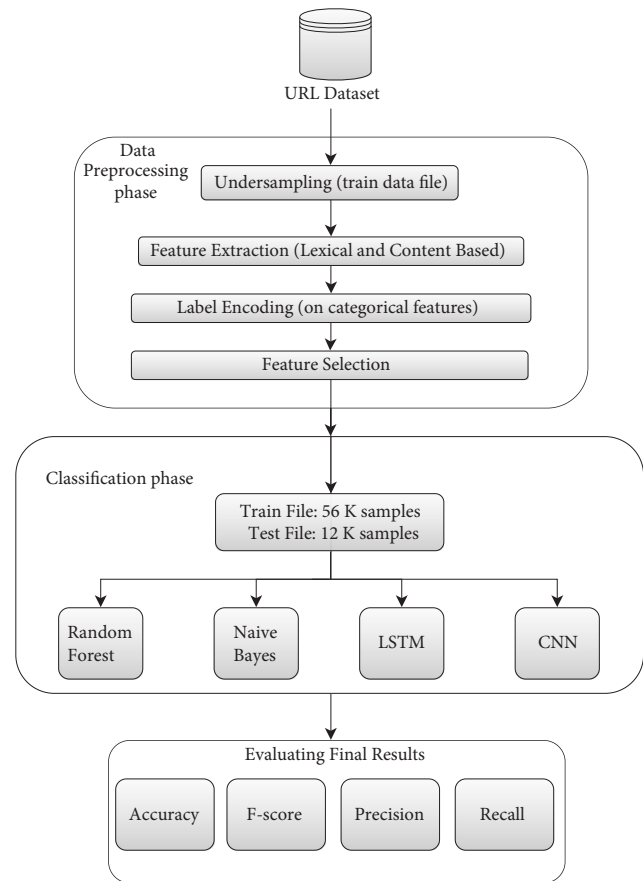 URL Dataset
Data
Preprocessing
phase
Undersampling (train data file)
Feature Extraction (Lexical and Content Based)
Label Encoding (on categorical features)
Feature Selection
Classification phase
Train File: 56 K samples
Test File: 12 K samples
Random
Forest
Naive
Bayes
LSTM
CNN
Evaluating Final Results
Accuracy
F-score
Precision
Recall